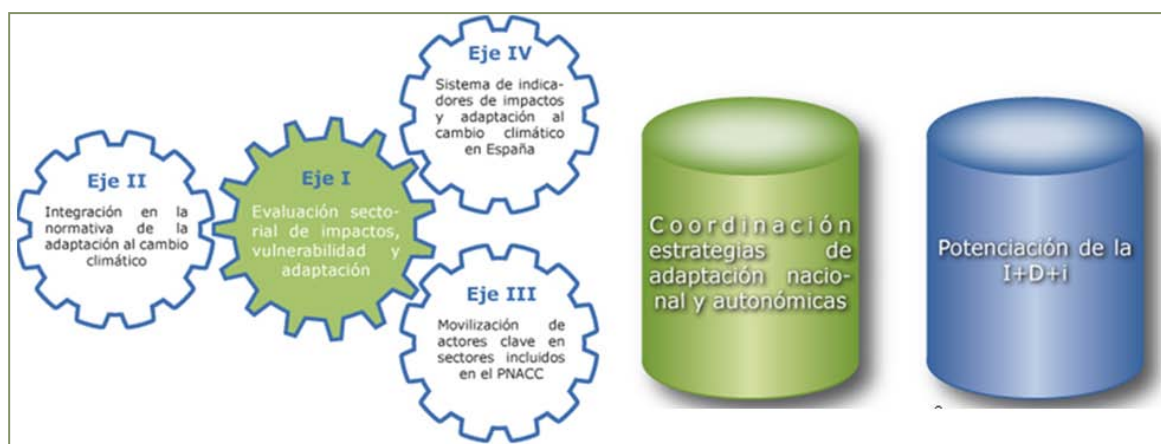 Eje IV
Sistema de indica-
dores de impactos
y adaptación al
cambio climático
en España
Eje II
Integración en la
normativa de la
adaptación al cambio
climático
Eje I
Evaluación secto-
rial de impactos,
vulnerabilidad y
adaptación
Eje III
Movilización de
actores clave en
sectores incluidos
en el PNACC
Coordinación
estrategias de
adaptación nacio-
nal y autonómicas
Potenciación de la
I+D+i